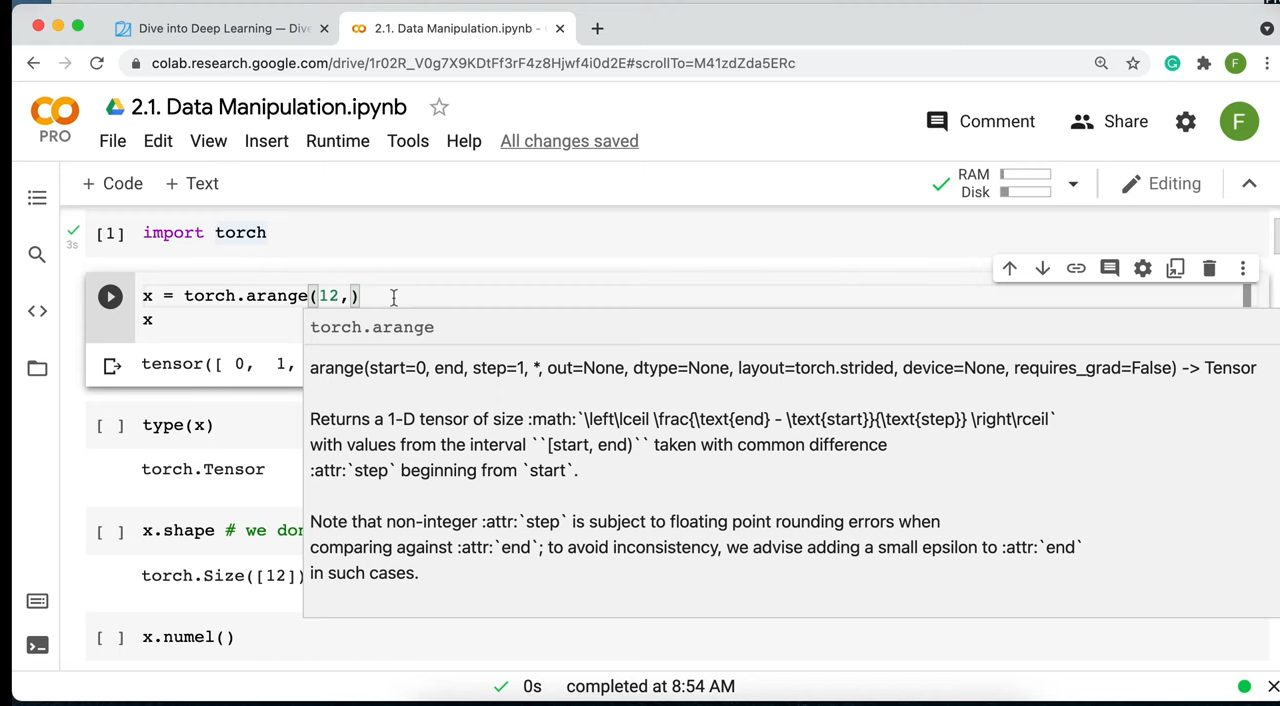 Dive into Deep Learning — Dive
2.1. Data Manipulation.ipynb -
colab.research.google.com/drive/1r02R_V0g7X9KDtFf3rF4z8Hjwf4i0d2E#scrollTo=M41zdZda5ERc
F
PRO
2.1. Data Manipulation.ipynb
Comment
Share
F
File Edit View Insert Runtime Tools Help All changes saved
+ Code + Text
RAM
Disk
Editing
3s
[1] import torch
x = torch.arange(12,)
x
torch.arange
tensor([ 0, 1,
arange(start=0, end, step=1, *, out=None, dtype=None, layout=torch.strided, device=None, requires_grad=False) -> Tensor
Returns a 1-D tensor of size :math:`\left\lceil \frac{\text{end} - \text{start}}{\text{step}} \right\rceil`
with values from the interval ``[start, end)`` taken with common difference
:attr:`step` beginning from `start`.
Note that non-integer :attr:`step` is subject to floating point rounding errors when
comparing against :attr:`end`; to avoid inconsistency, we advise adding a small epsilon to :attr:`end`
in such cases.
[ ] type(x)
torch.Tensor
[ ] x.shape # we don
torch.Size([12])
[ ] x.numel()
0s completed at 8:54 AM